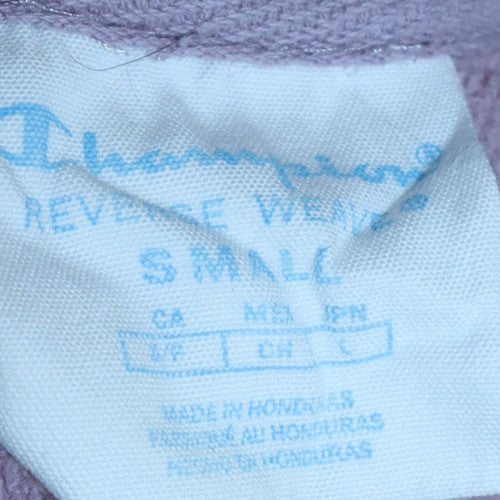 Champion®
REVERSE WEAVE®
SMALL
CA MEX JPN
S/P CH L
MADE IN HONDURAS
FABRIQUÉ AU HONDURAS
HECHO EN HONDURAS